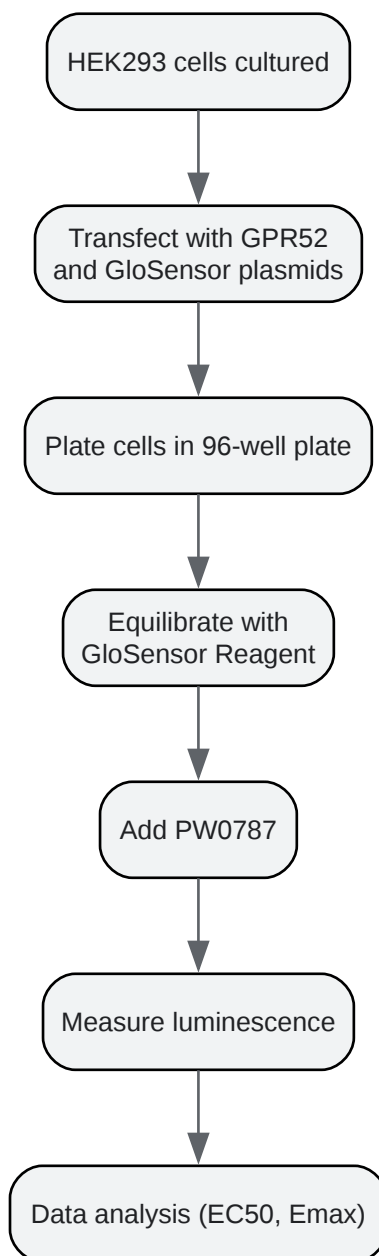 HEK293 cells cultured
Transfect with GPR52
and GloSensor plasmids
Plate cells in 96-well plate
Equilibrate with
GloSensor Reagent
Add PW0787
Measure luminescence
Data analysis (EC50, Emax)